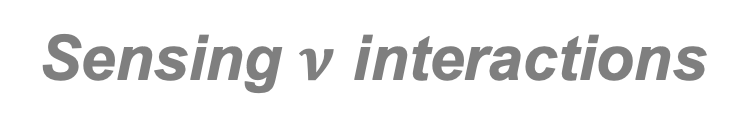 Sensing ν interactions